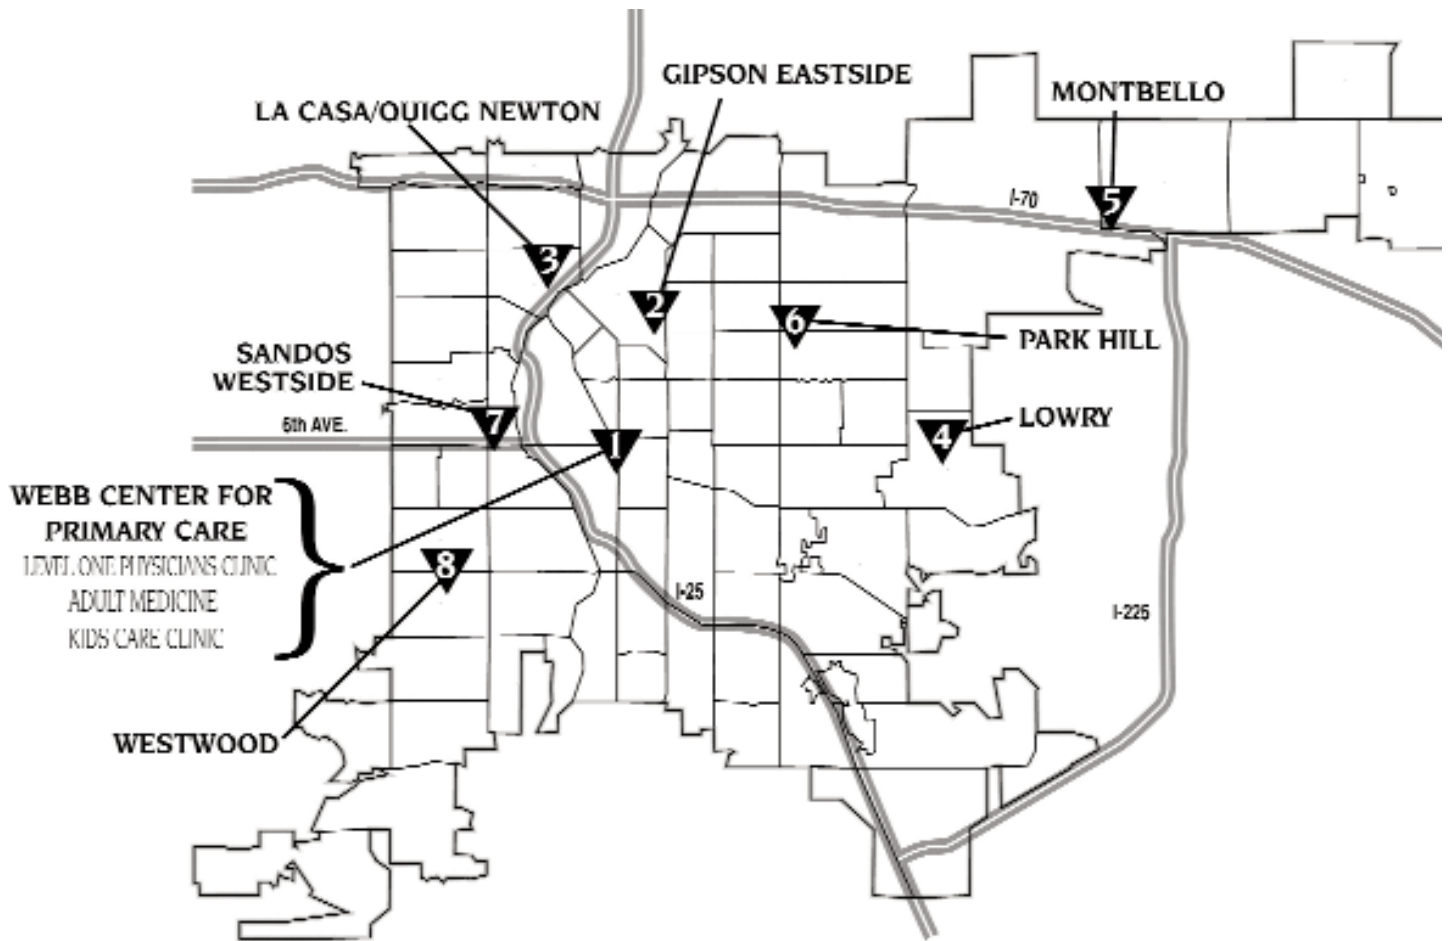 GIPSON EASTSIDE
LA CASA/QUIGG NEWTON
MONTBELLO
I-70
5
3
2
6
PARK HILL
SANDOS
WESTSIDE
6th AVE.
7
1
4
LOWRY
WEBB CENTER FOR
PRIMARY CARE
LEVEL ONE PHYSICIANS CLINIC
ADULT MEDICINE
KIDS CARE CLINIC
8
I-25
I-225
WESTWOOD